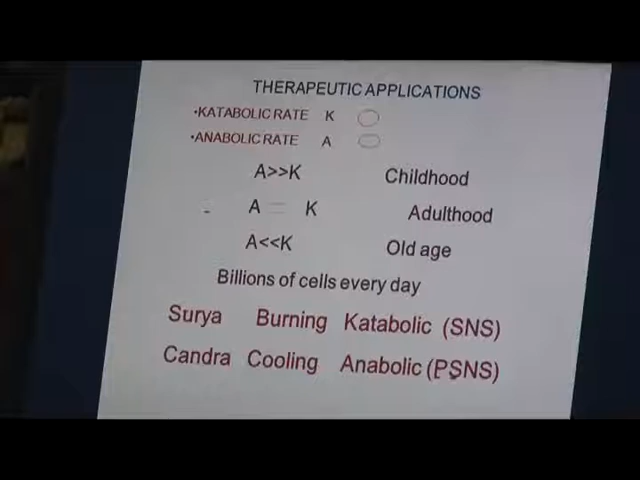 THERAPEUTIC APPLICATIONS
•KATABOLIC RATE K
•ANABOLIC RATE A
A>>K Childhood
A = K Adulthood
A<<K Old age
Billions of cells every day
Surya Burning Katabolic (SNS)
Candra Cooling Anabolic (PSNS)